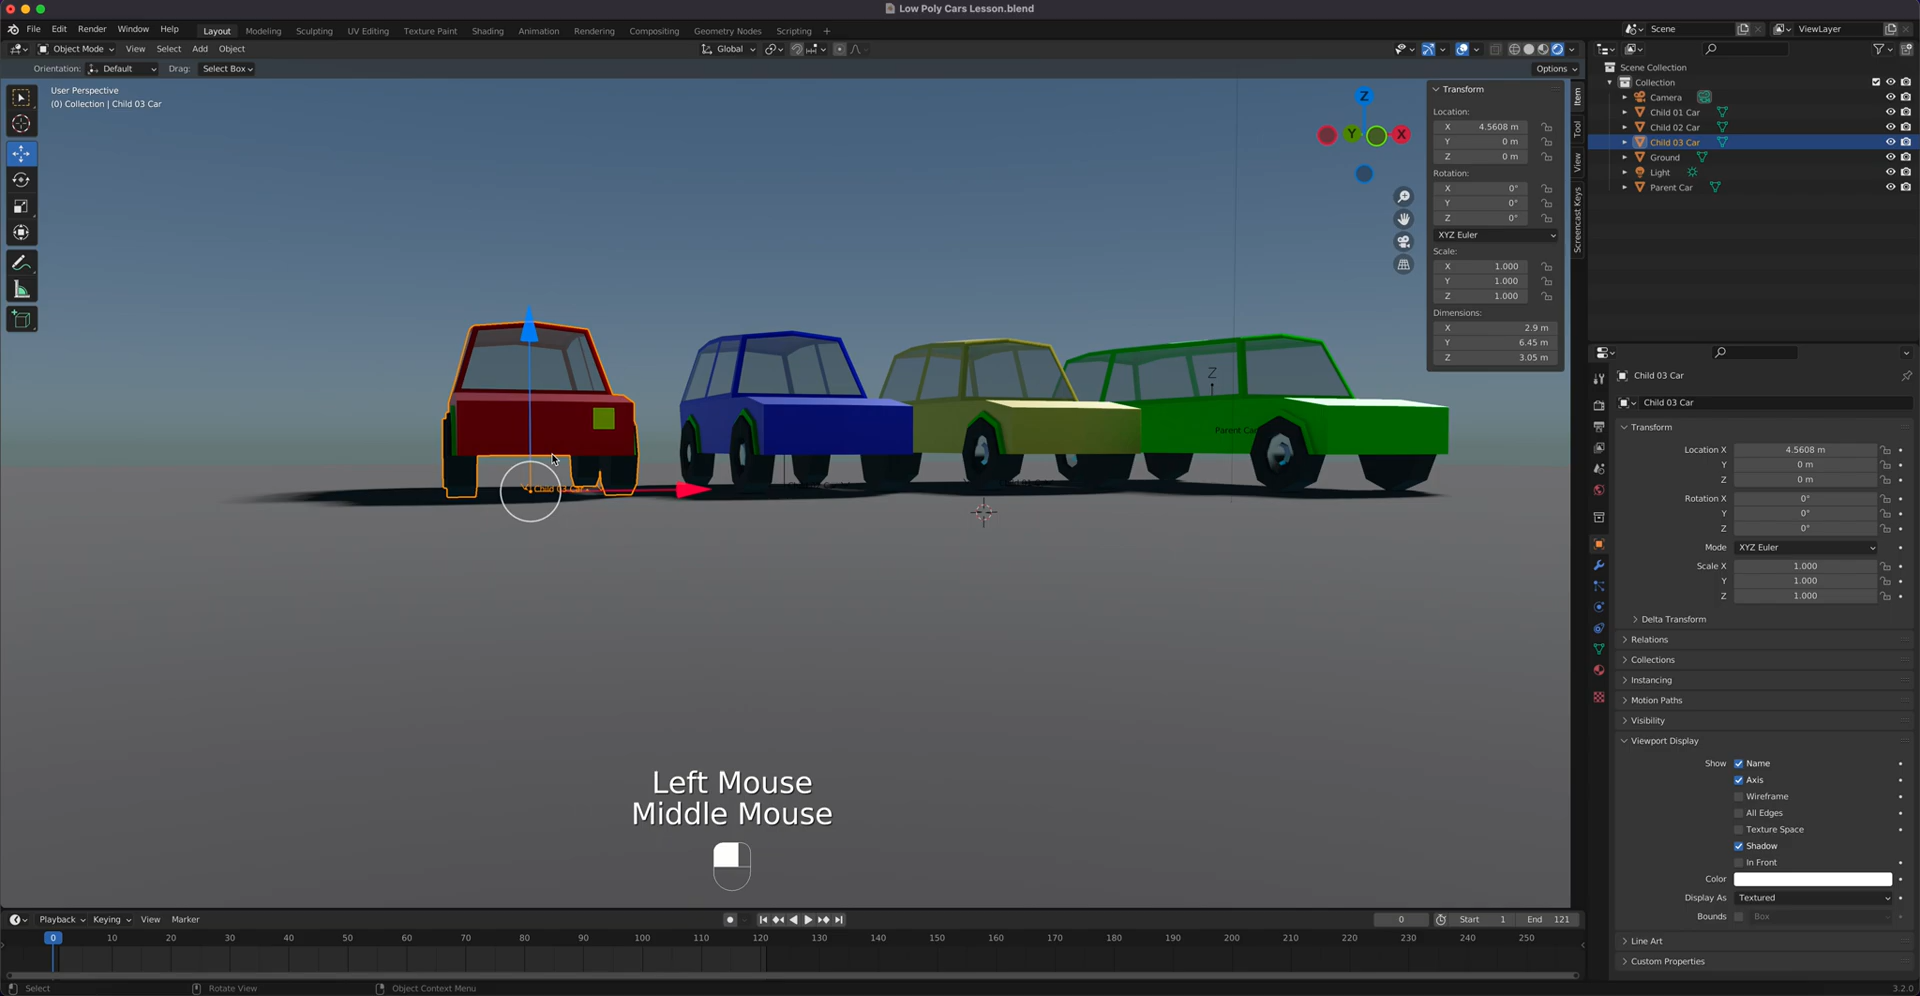 Low Poly Cars Lesson.blend
File Edit Render Window Help Layout Modeling Sculpting UV Editing Texture Paint Shading Animation Rendering Compositing Geometry Nodes Scripting + Scene ViewLayer
Object Mode View Select Add Object Global
Orientation: Default Drag: Select Box Options
User Perspective
(0) Collection | Child 03 Car
Z
Y X
Transform
Location:
X 4.5608 m
Y 0 m
Z 0 m
Rotation:
X 0°
Y 0°
Z 0°
XYZ Euler
Scale:
X 1.000
Y 1.000
Z 1.000
Dimensions:
X 2.9 m
Y 6.45 m
Z 3.05 m
Item
Tool
View
Screencast Keys
Z
Parent Car
Child 03 Car
Left Mouse
Middle Mouse
Scene Collection
Collection
Camera
Child 01 Car
Child 02 Car
Child 03 Car
Ground
Light
Parent Car
Child 03 Car
Child 03 Car
Transform
Location X 4.5608 m
Y 0 m
Z 0 m
Rotation X 0°
Y 0°
Z 0°
Mode XYZ Euler
Scale X 1.000
Y 1.000
Z 1.000
Delta Transform
Relations
Collections
Instancing
Motion Paths
Visibility
Viewport Display
Show Name
Axis
Wireframe
All Edges
Texture Space
Shadow
In Front
Color
Display As Textured
Bounds Box
Line Art
Custom Properties
Playback Keying View Marker 0 Start 1 End 121
0 10 20 30 40 50 60 70 80 90 100 110 120 130 140 150 160 170 180 190 200 210 220 230 240 250
Select Rotate View Object Context Menu 3.2.0